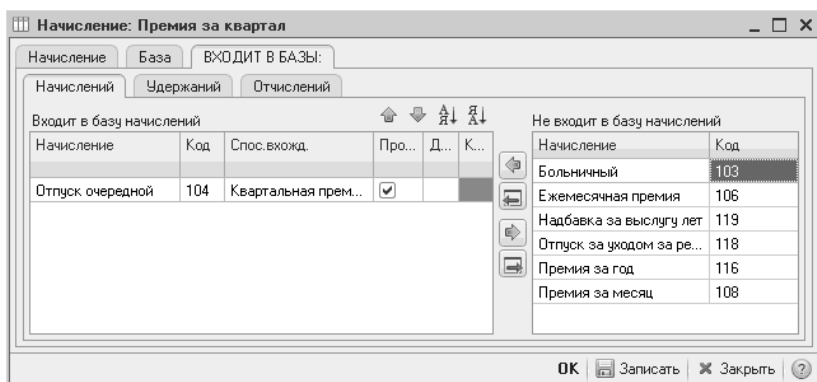 Начисление: Премия за квартал
Начисление База ВХОДИТ В БАЗЫ:
Начислений Удержаний Отчислений
Входит в базу начислений
Начисление Код Спос.вхожд. Про... Д... К...
Отпуск очередной 104 Квартальная прем...
Не входит в базу начислений
Начисление Код
Больничный 103
Ежемесячная премия 106
Надбавка за выслугу лет 119
Отпуск за уходом за ре... 118
Премия за год 116
Премия за месяц 108
OK Записать Закрыть ?